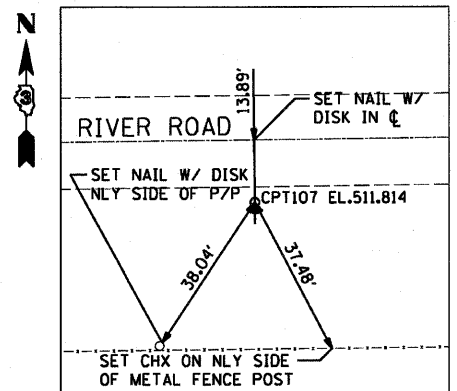 N
3
13.89'
SET NAIL W/
DISK IN ℄
RIVER ROAD
SET NAIL W/ DISK
NLY SIDE OF P/P
CPT107 EL.511.814
38.04'
37.48'
SET CHX ON NLY SIDE
OF METAL FENCE POST